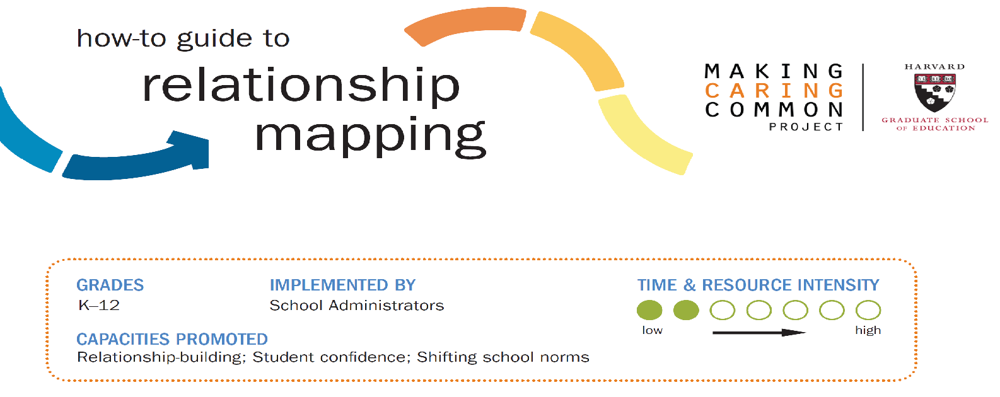 how-to guide to
relationship
mapping
MAKING
CARING
COMMON
PROJECT
HARVARD
VE RI TAS
GRADUATE SCHOOL
OF EDUCATION
GRADES
K–12
IMPLEMENTED BY
School Administrators
TIME & RESOURCE INTENSITY
low
high
CAPACITIES PROMOTED
Relationship-building; Student confidence; Shifting school norms